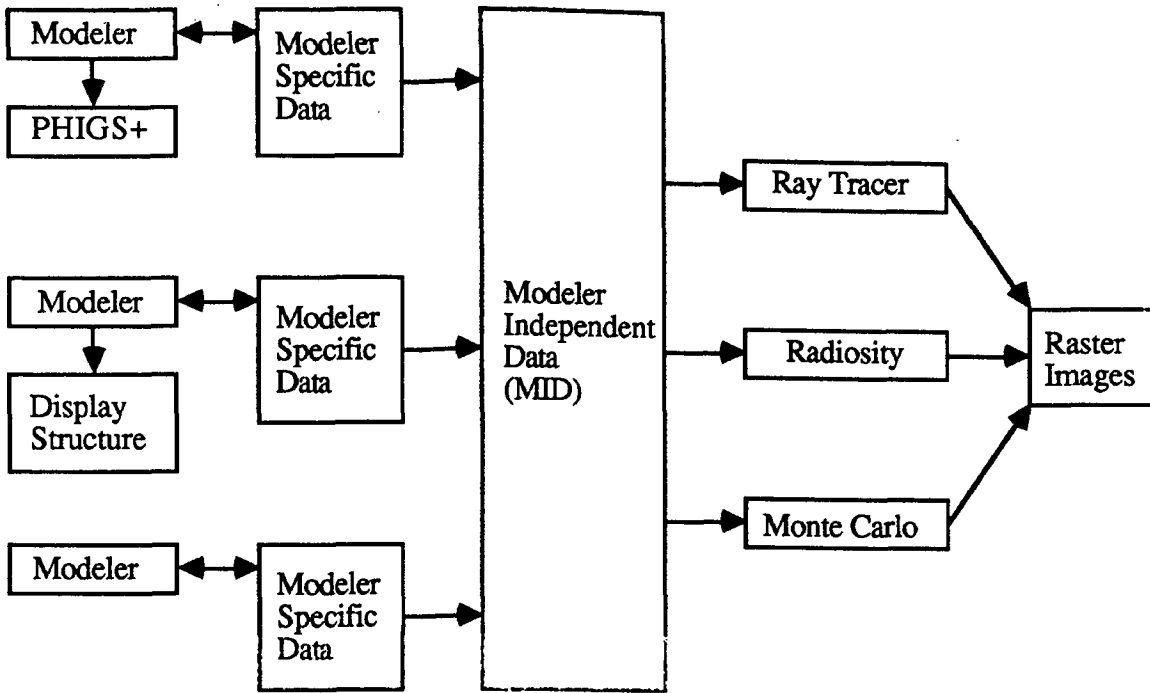 Modeler
PHIGS+
Modeler
Specific
Data
Modeler
Display
Structure
Modeler
Specific
Data
Modeler
Modeler
Specific
Data
Modeler
Independent
Data
(MID)
Ray Tracer
Radiosity
Monte Carlo
Raster
Images